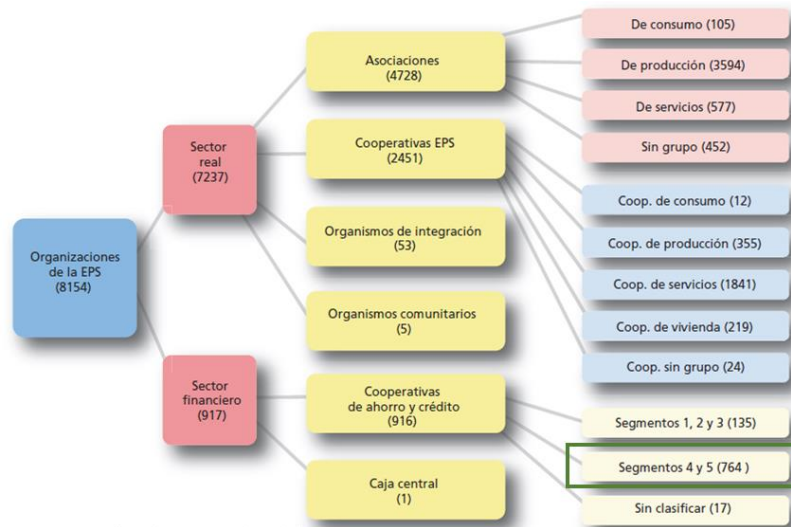 Organizaciones
de la EPS
(8154)
Sector
real
(7237)
Sector
financiero
(917)
Asociaciones
(4728)
Cooperativas EPS
(2451)
Organismos de integración
(53)
Organismos comunitarios
(5)
Cooperativas
de ahorro y crédito
(916)
Caja central
(1)
De consumo (105)
De producción (3594)
De servicios (577)
Sin grupo (452)
Coop. de consumo (12)
Coop. de producción (355)
Coop. de servicios (1841)
Coop. de vivienda (219)
Coop. sin grupo (24)
Segmentos 1, 2 y 3 (135)
Segmentos 4 y 5 (764 )
Sin clasificar (17)